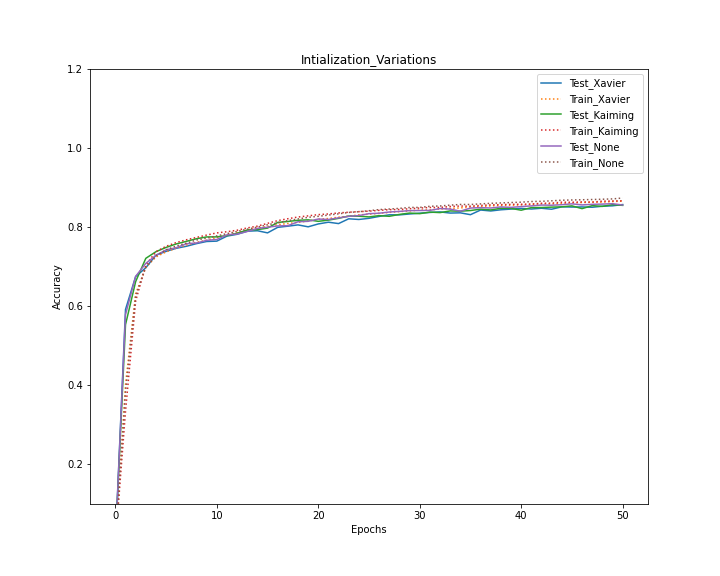 Intialization_Variations
1.2
1.0
0.8
0.6
0.4
0.2
Accuracy
0 10 20 30 40 50
Epochs
Test_Xavier
Train_Xavier
Test_Kaiming
Train_Kaiming
Test_None
Train_None